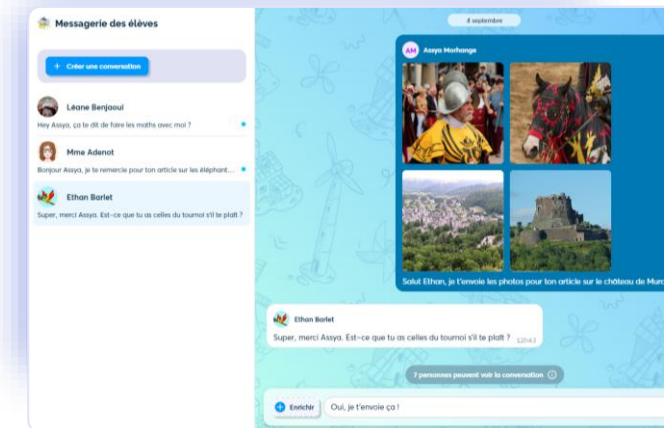 Messagerie des élèves
+ Créer une conversation
Léane Benjaoui
Hey Assya, ça te dit de faire les maths avec moi ?
Mme Adenot
Bonjour Assya, je te remercie pour ton article sur les éléphant...
Ethan Barlet
Super, merci Assya. Est-ce que tu as celles du tournoi s'il te plaît ?
4 septembre
AM Assya Morhange
Salut Ethan, je t'envoie les photos pour ton article sur le château de
Ethan Barlet
Super, merci Assya. Est-ce que tu as celles du tournoi s'il te plaît ?
12h43
7 personnes peuvent voir la conversation
Enrichir
Oui, je t'envoie ça !